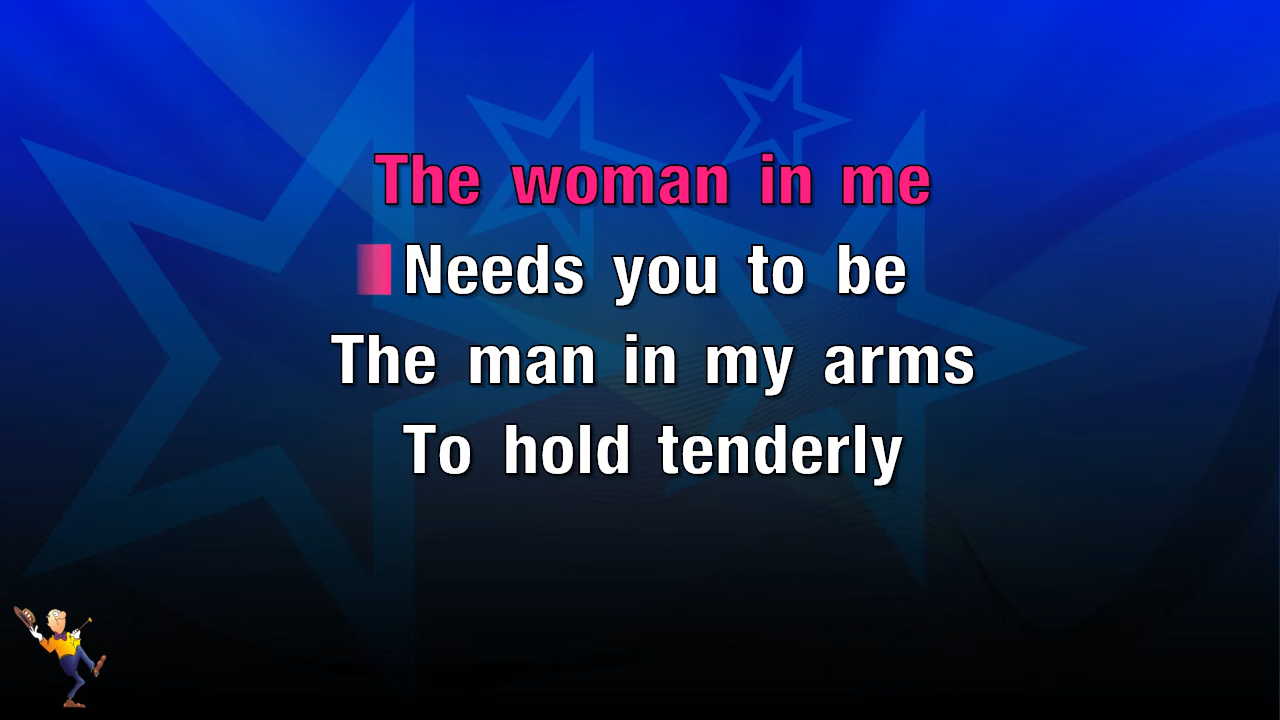 The woman in me
Needs you to be
The man in my arms
To hold tenderly